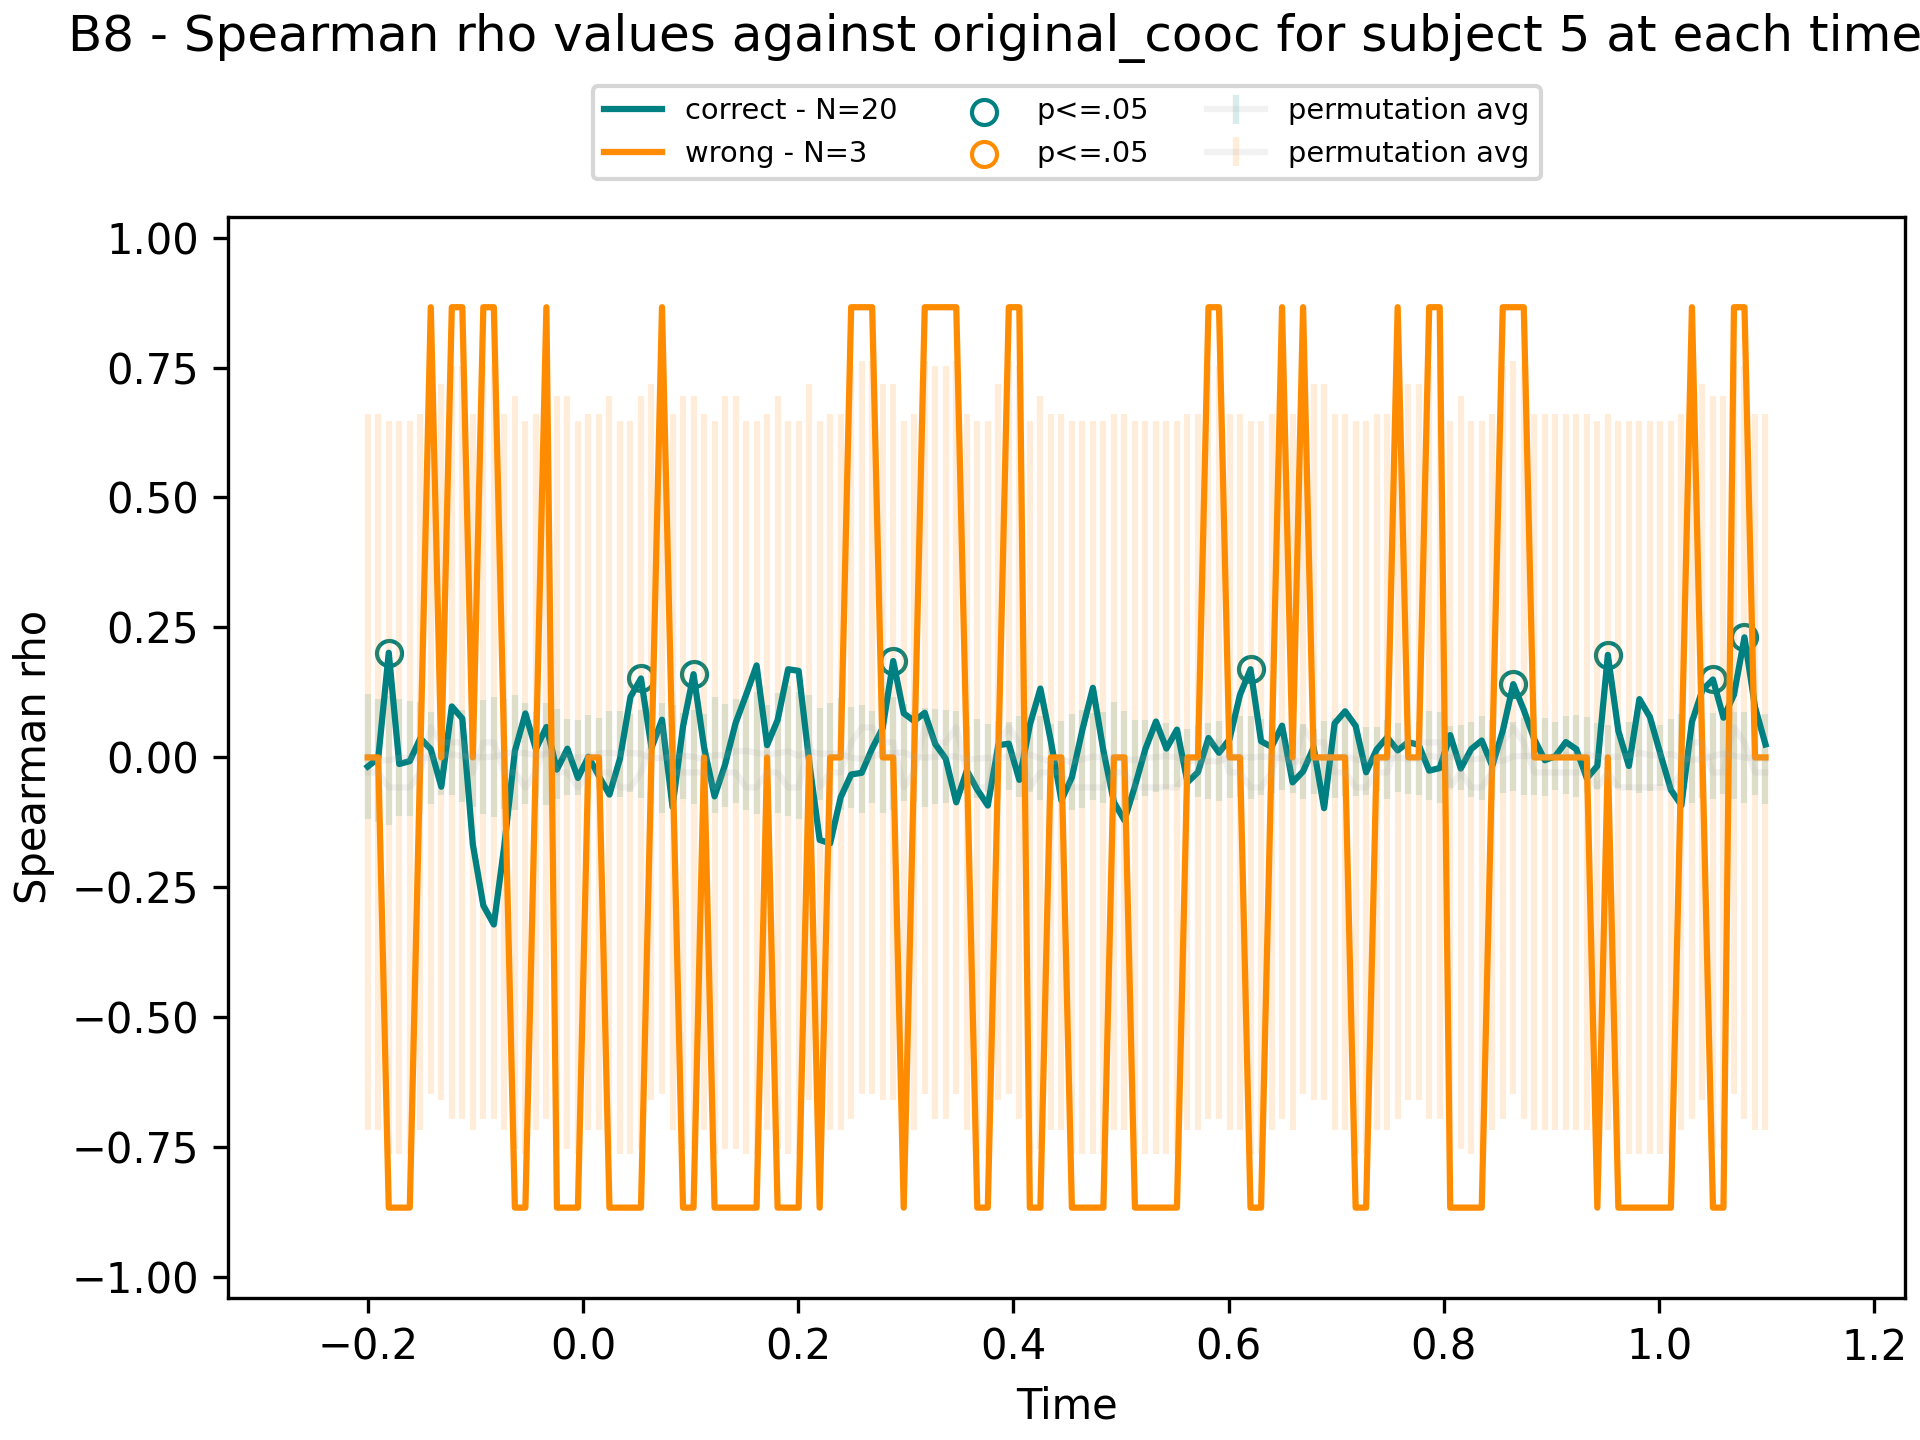 B8 - Spearman rho values against original_cooc for subject 5 at each time
correct - N=20 p<=.05 permutation avg
wrong - N=3 p<=.05 permutation avg
1.00
0.75
0.50
0.25
0.00
−0.25
−0.50
−0.75
−1.00
Spearman rho
−0.2 0.0 0.2 0.4 0.6 0.8 1.0 1.2
Time